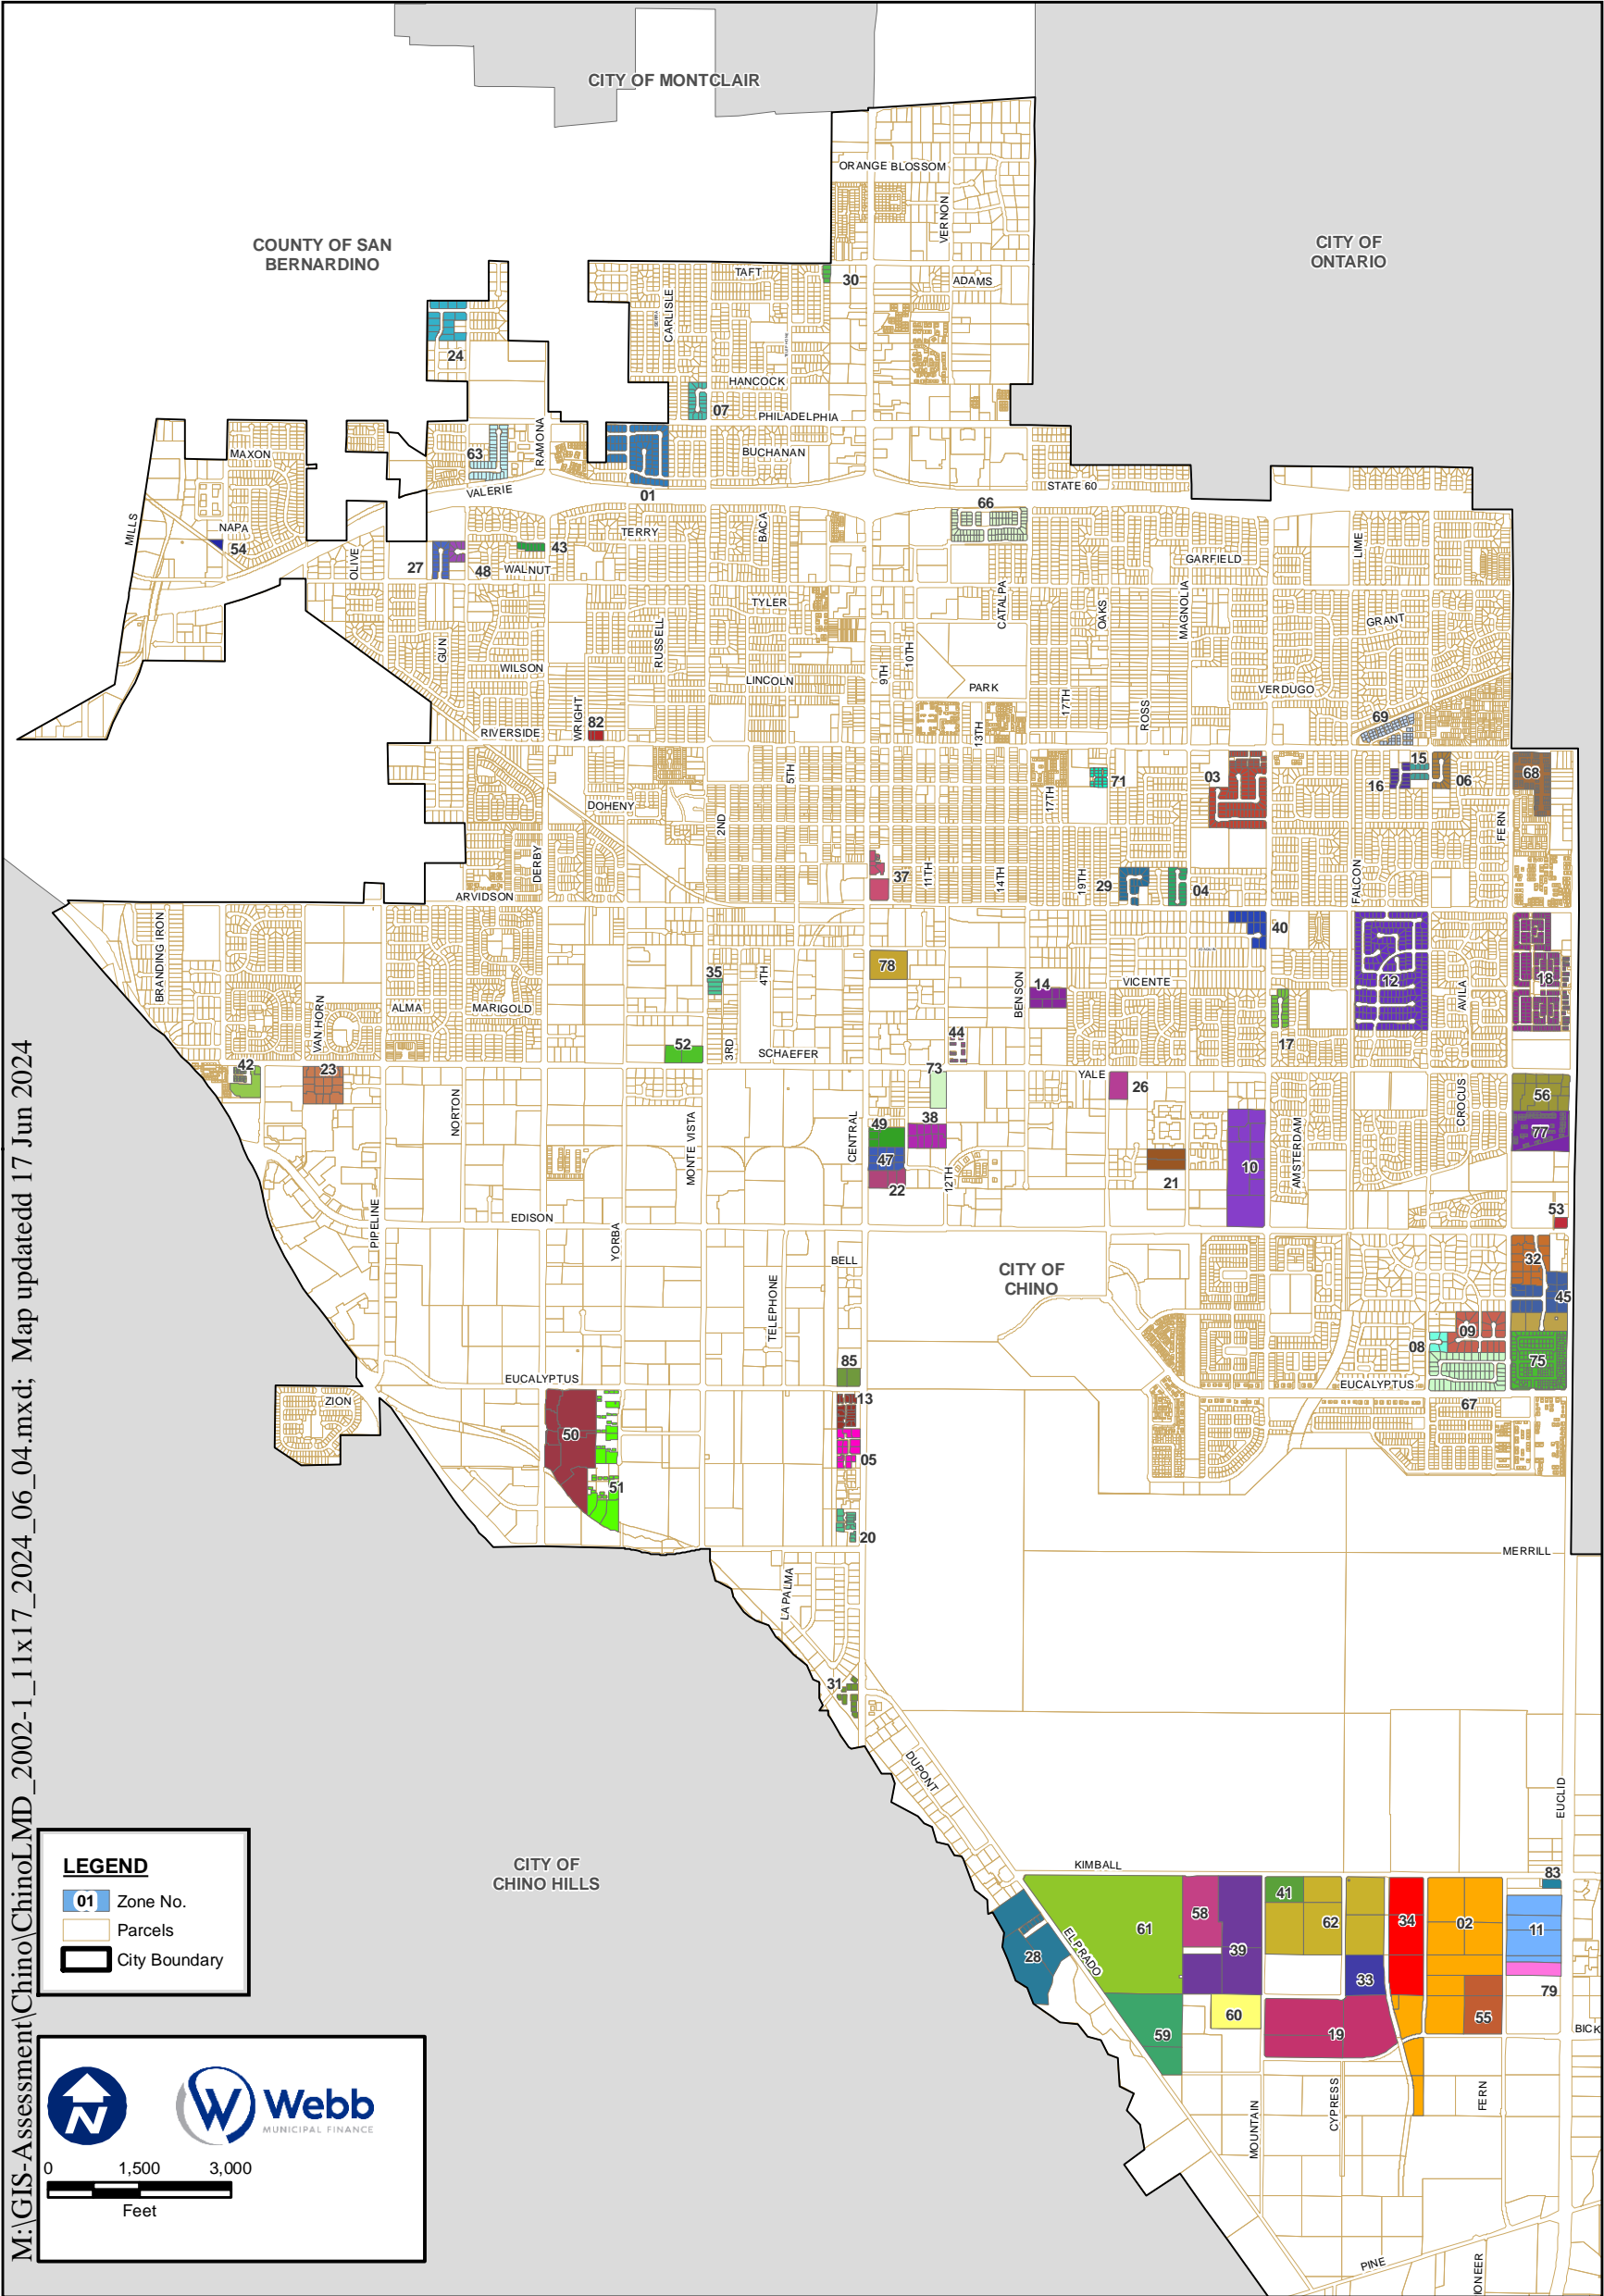 CITY OF MONTCLAIR
ORANGE BLOSSOM
VERNON
COUNTY OF SAN
BERNARDINO
CITY OF
ONTARIO
TAFT
30
ADAMS
CARLISLE
24
HANCOCK
07
PHILADELPHIA
RAMONA
MAXON
63
BUCHANAN
VALERIE
01
STATE 60
66
MILLS
NAPA
54
OLIVE
27
48
WALNUT
43
TERRY
BACA
GARFIELD
LIME
TYLER
CATALPA
OAKS
MAGNOLIA
GRANT
GUN
WILSON
RUSSELL
LINCOLN
9TH
10TH
PARK
17TH
ROSS
VERDUGO
69
RIVERSIDE
WRIGHT
82
13TH
5TH
71
03
16
15
06
68
DOHENY
17TH
2ND
FERN
DERBY
37
11TH
14TH
19TH
29
04
FALCON
ARVIDSON
40
BRANDING IRON
35
4TH
78
BENSON
14
VICENTE
12
AVILA
18
VAN HORN
ALMA
MARIGOLD
52
3RD
SCHAEFER
44
17
42
23
73
YALE
26
CROCUS
56
NORTON
MONTE VISTA
CENTRAL
49
38
77
47
22
12TH
21
10
AMSTERDAM
PIPELINE
EDISON
YORBA
53
BELL
CITY OF
CHINO
32
TELEPHONE
45
09
08
85
75
EUCALYPTUS
EUCALYPTUS
ZION
13
67
50
05
51
20
MERRILL
LA PALMA
31
DUPONT
EUCLID
CITY OF
CHINO HILLS
KIMBALL
83
61
58
41
62
34
02
11
39
28
EL PRADO
33
79
60
55
59
19
BICK
MOUNTAIN
CYPRESS
FERN
PINE
IONEER
LEGEND
01 Zone No.
Parcels
City Boundary
N
W Webb
MUNICIPAL FINANCE
0 1,500 3,000
Feet
M:\GIS-Assessment\Chino\ChinoLMD_2002-1_11x17_2024_06_04.mxd; Map updatedd 17 Jun 2024